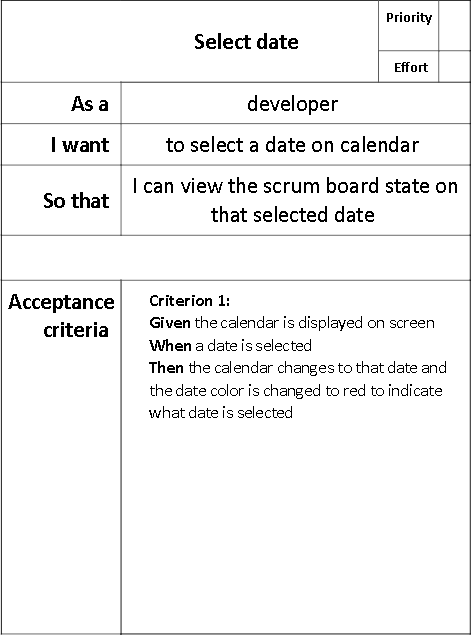 Select date
Priority
Effort
As a
developer
I want
to select a date on calendar
So that
I can view the scrum board state on
that selected date
Acceptance
criteria
Criterion 1:
Given the calendar is displayed on screen
When a date is selected
Then the calendar changes to that date and
the date color is changed to red to indicate
what date is selected